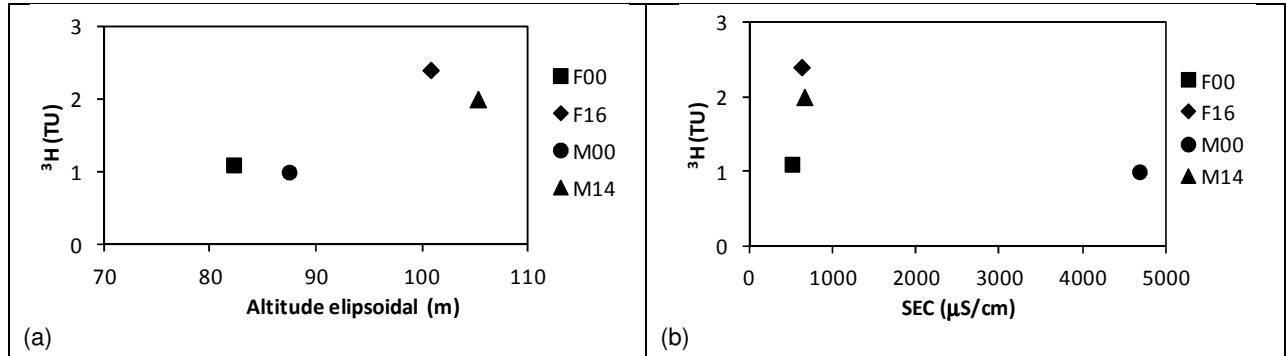 3
2
1
0
³H (TU)
70 80 90 100 110
Altitude elipsoidal (m)
F00
F16
M00
M14
(a)
3
2
1
0
³H (TU)
0 1000 2000 3000 4000 5000
SEC (µS/cm)
F00
F16
M00
M14
(b)